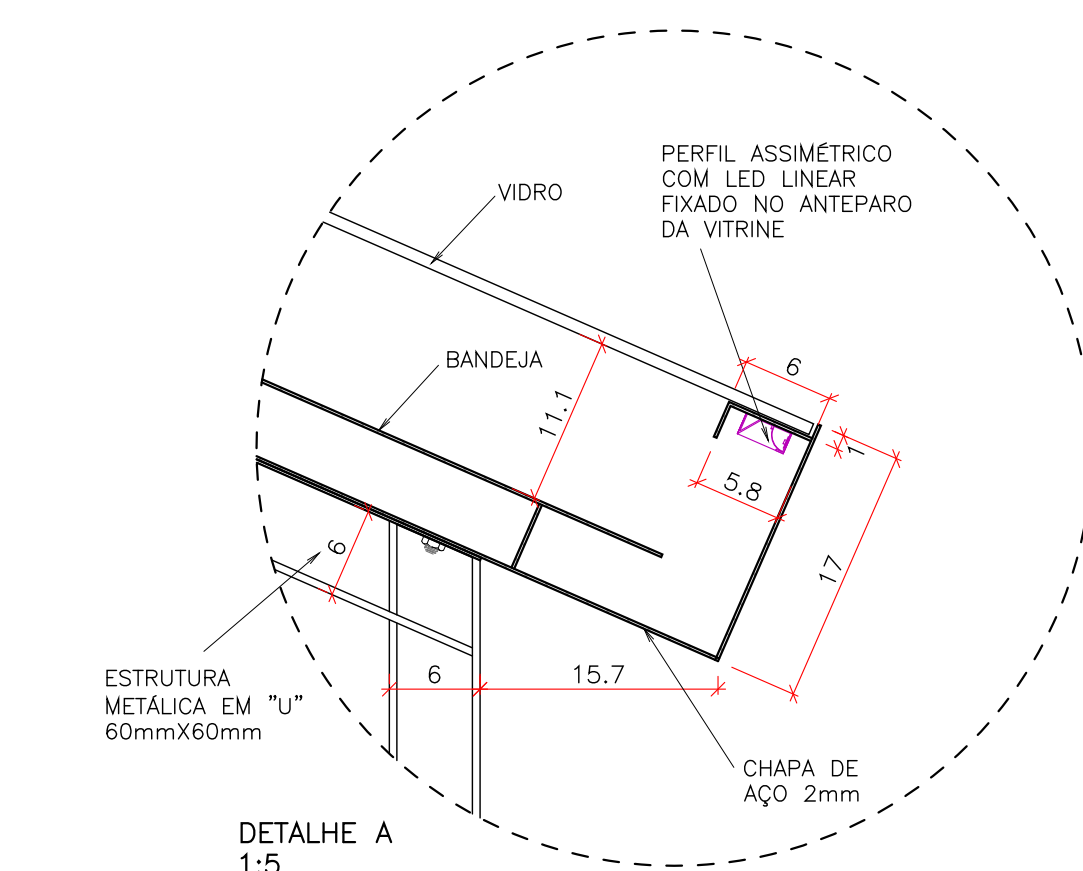 PERFIL ASSIMÉTRICO
COM LED LINEAR
FIXADO NO ANTEPARO
DA VITRINE
VIDRO
BANDEJA
6
11.1
1
5.8
17
6
6
15.7
ESTRUTURA
METÁLICA EM "U"
60mmX60mm
CHAPA DE
AÇO 2mm
DETALHE A
1:5